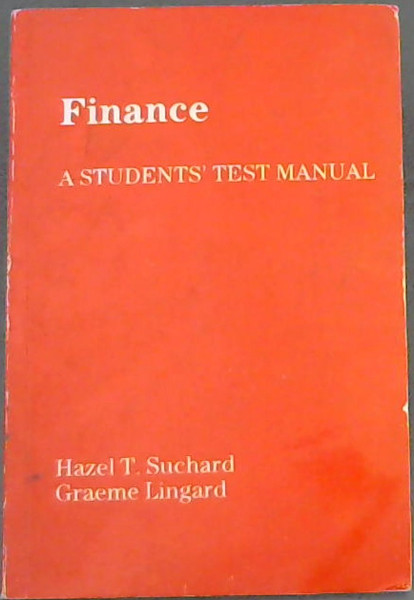 Finance
A STUDENTS' TEST MANUAL
Hazel T. Suchard
Graeme Lingard